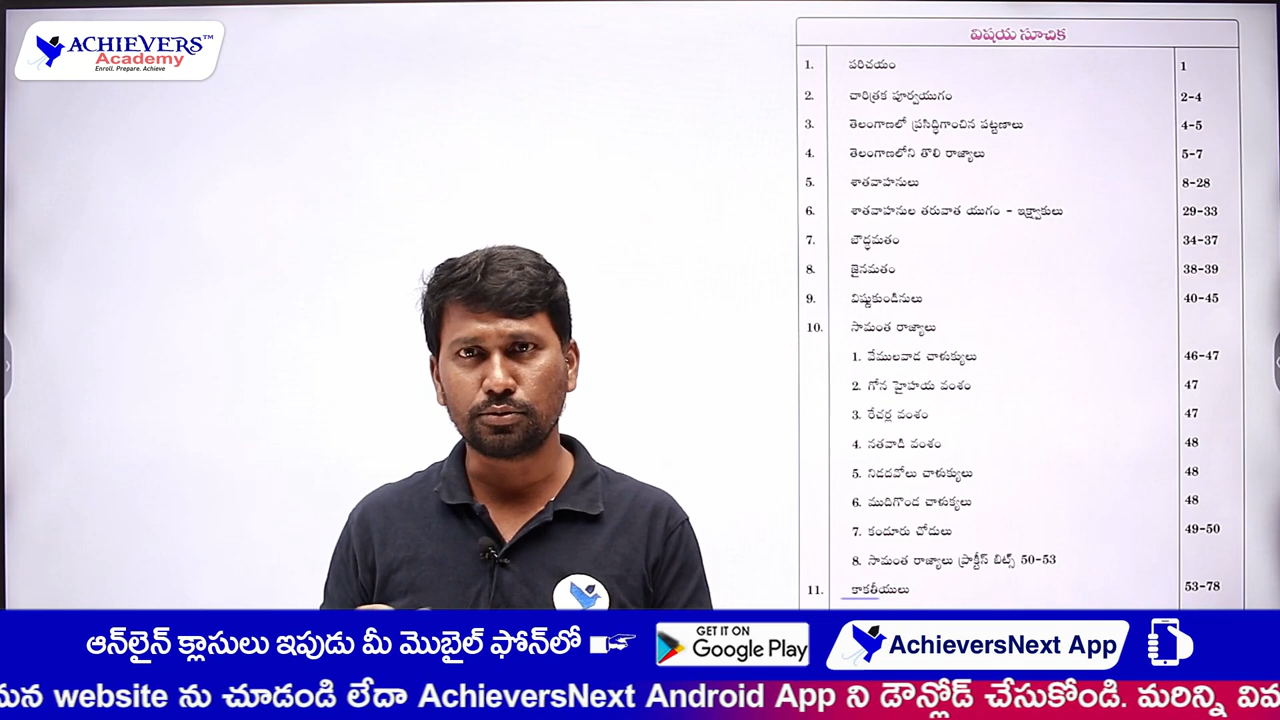 ACHIEVERS™
Academy
Enroll. Prepare. Achieve
విషయ సూచిక
1. పరిచయం 1
2. చారిత్రక పూర్వయుగం 2-4
3. తెలంగాణలో ప్రసిద్ధిగాంచిన పట్టణాలు 4-5
4. తెలంగాణలోని తొలి రాజ్యాలు 5-7
5. శాతవాహనులు 8-28
6. శాతవాహనుల తరువాత యుగం - ఇక్ష్వాకులు 29-33
7. బౌద్ధమతం 34-37
8. జైనమతం 38-39
9. విష్ణుకుండినులు 40-45
10. సామంత రాజ్యాలు
1. వేములవాడ చాళుక్యులు 46-47
2. గోన హైహయ వంశం 47
3. రేచర్ల వంశం 47
4. నతవాడి వంశం 48
5. నిడదవోలు చాళుక్యులు 48
6. ముదిగొండ చాళుక్యలు 48
7. కందూరు చోడులు 49-50
8. సామంత రాజ్యాలు ప్రాక్టీస్ బిట్స్ 50-53
11. కాకతీయులు 53-78
ఆన్‌లైన్ క్లాసులు ఇపుడు మీ మొబైల్ ఫోన్‌లో
GET IT ON
Google Play
AchieversNext App
మన website ను చూడండి లేదా AchieversNext Android App ని డౌన్లోడ్ చేసుకోండి. మరిన్ని విమ